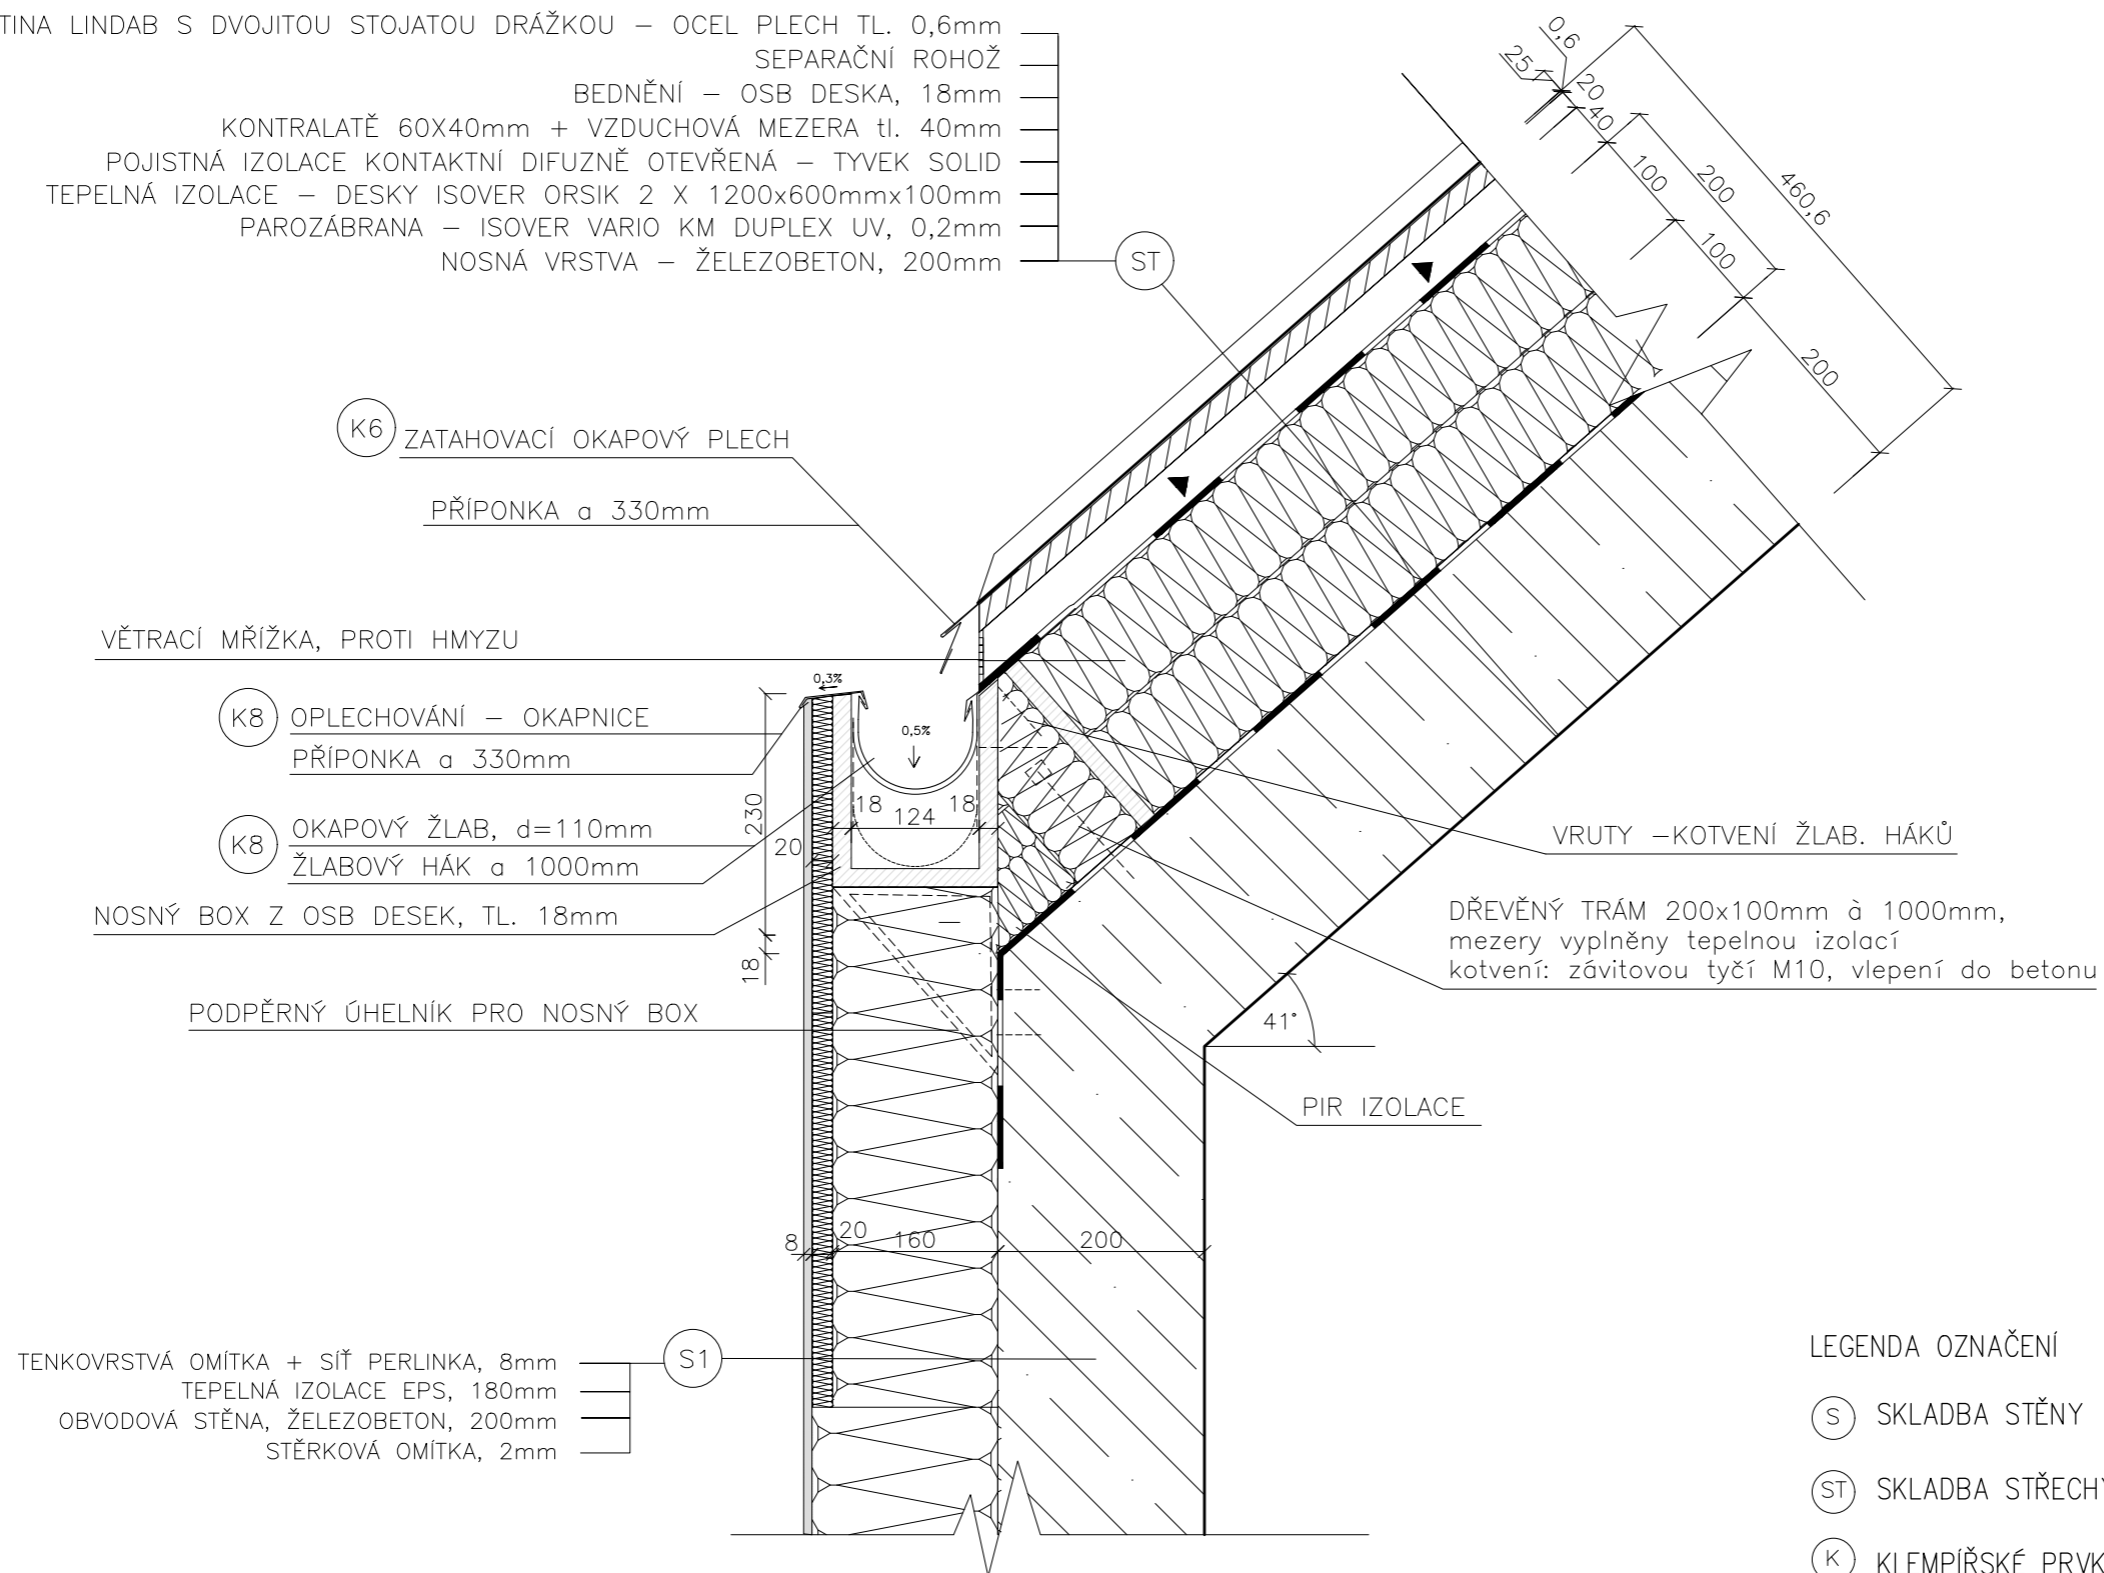 TINA LINDAB S DVOJITOU STOJATOU DRÁŽKOU – OCEL PLECH TL. 0,6mm
SEPARAČNÍ ROHOŽ
BEDNĚNÍ – OSB DESKA, 18mm
KONTRALATĚ 60X40mm + VZDUCHOVÁ MEZERA tl. 40mm
POJISTNÁ IZOLACE KONTAKTNÍ DIFUZNĚ OTEVŘENÁ – TYVEK SOLID
TEPELNÁ IZOLACE – DESKY ISOVER ORSIK 2 X 1200x600mmx100mm
PAROZÁBRANA – ISOVER VARIO KM DUPLEX UV, 0,2mm
NOSNÁ VRSTVA – ŽELEZOBETON, 200mm
ST
0,6
25
20
40
100
100
200
200
460,6
K6 ZATAHOVACÍ OKAPOVÝ PLECH
PŘÍPONKA a 330mm
VĚTRACÍ MŘÍŽKA, PROTI HMYZU
0,3%
K8 OPLECHOVÁNÍ – OKAPNICE
PŘÍPONKA a 330mm
0,5%
230
18 124 18
20
K8 OKAPOVÝ ŽLAB, d=110mm
ŽLABOVÝ HÁK a 1000mm
VRUTY –KOTVENÍ ŽLAB. HÁKŮ
NOSNÝ BOX Z OSB DESEK, TL. 18mm
18
DŘEVĚNÝ TRÁM 200x100mm à 1000mm,
mezery vyplněny tepelnou izolací
kotvení: závitovou tyčí M10, vlepení do betonu
PODPĚRNÝ ÚHELNÍK PRO NOSNÝ BOX
41°
PIR IZOLACE
8 20 160 200
S1
TENKOVRSTVÁ OMÍTKA + SÍŤ PERLINKA, 8mm
TEPELNÁ IZOLACE EPS, 180mm
OBVODOVÁ STĚNA, ŽELEZOBETON, 200mm
STĚRKOVÁ OMÍTKA, 2mm
LEGENDA OZNAČENÍ
S SKLADBA STĚNY
ST SKLADBA STŘECHY
K KLEMPÍŘSKÉ PRVK